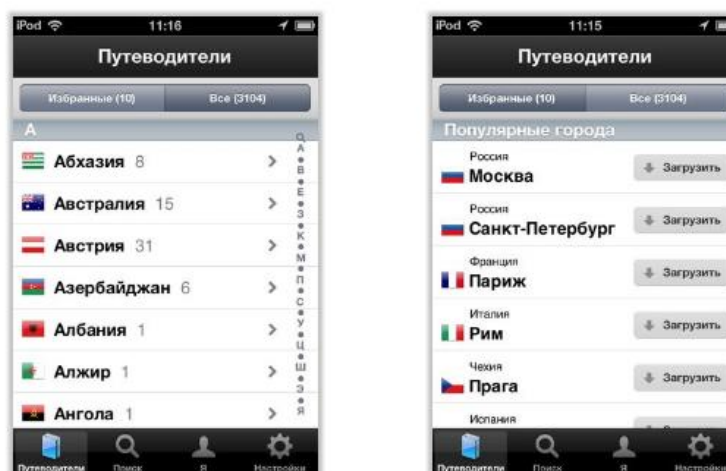 iPod 11:16
Путеводители
Избранные (10) Все (3104)
А
Абхазия 8
Австралия 15
Австрия 31
Азербайджан 6
Албания 1
Алжир 1
Ангола 1
А
В
Е
З
К
М
П
С
У
Ц
Ш
Э
Я
Путеводители Поиск Я Настройки
iPod 11:15
Путеводители
Избранные (10) Все (3104)
Популярные города
Россия
Москва Загрузить
Россия
Санкт-Петербург Загрузить
Франция
Париж Загрузить
Италия
Рим Загрузить
Чехия
Прага Загрузить
Испания
Путеводители Поиск Я Настройки